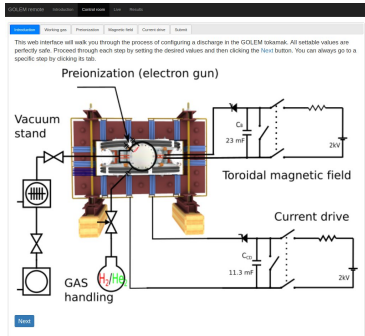 GOLEM remote Introduction Control room Live Results
Introduction Working gas Preionization Magnetic field Current drive Submit
This web interface will walk you through the process of configuring a discharge in the GOLEM tokamak. All settable values are
perfectly safe. Proceed through each step by setting the desired values and then clicking the Next button. You can always go to a
specific step by clicking its tab.
Preionization (electron gun)
Vacuum
stand
C_B
23 mF
2kV
Toroidal magnetic field
Current drive
C_CD
11.3 mF
2kV
H₂/He
GAS
handling
Next